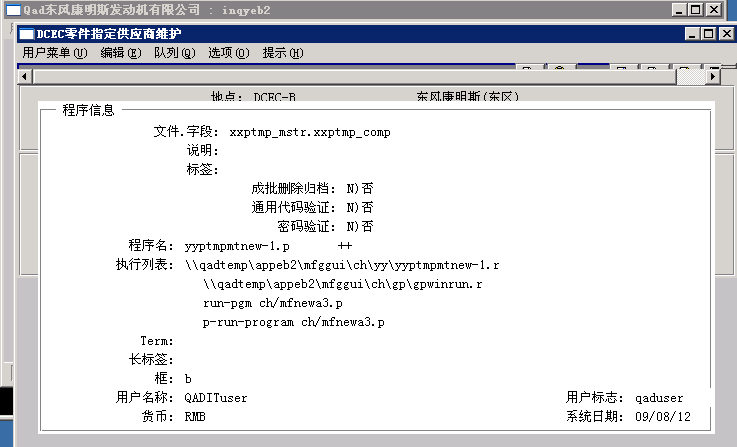 Qad东风康明斯发动机有限公司 : inqyeb2
DCEC零件指定供应商维护
用户菜单(U) 编辑(E) 队列(Q) 选项(O) 提示(H)
地点: DCEC-B 东风康明斯(东区)
程序信息
文件.字段: xxptmp_mstr.xxptmp_comp
说明:
标签:
成批删除归档: N)否
通用代码验证: N)否
密码验证: N)否
程序名: yyptmpmtnew-1.p ++
执行列表: \\qadtemp\appeb2\mfggui\ch\yy\yyptmpmtnew-1.r
\\qadtemp\appeb2\mfggui\ch\gp\gpwinrun.r
run-pgm ch/mfnewa3.p
p-run-program ch/mfnewa3.p
Term:
长标签:
框: b
用户名称: QADITuser 用户标志: qaduser
货币: RMB 系统日期: 09/08/12